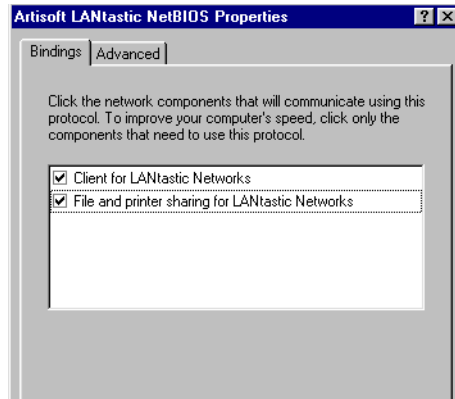 Artisoft LANtastic NetBIOS Properties
Bindings Advanced
Click the network components that will communicate using this
protocol. To improve your computer's speed, click only the
components that need to use this protocol.
Client for LANtastic Networks
File and printer sharing for LANtastic Networks